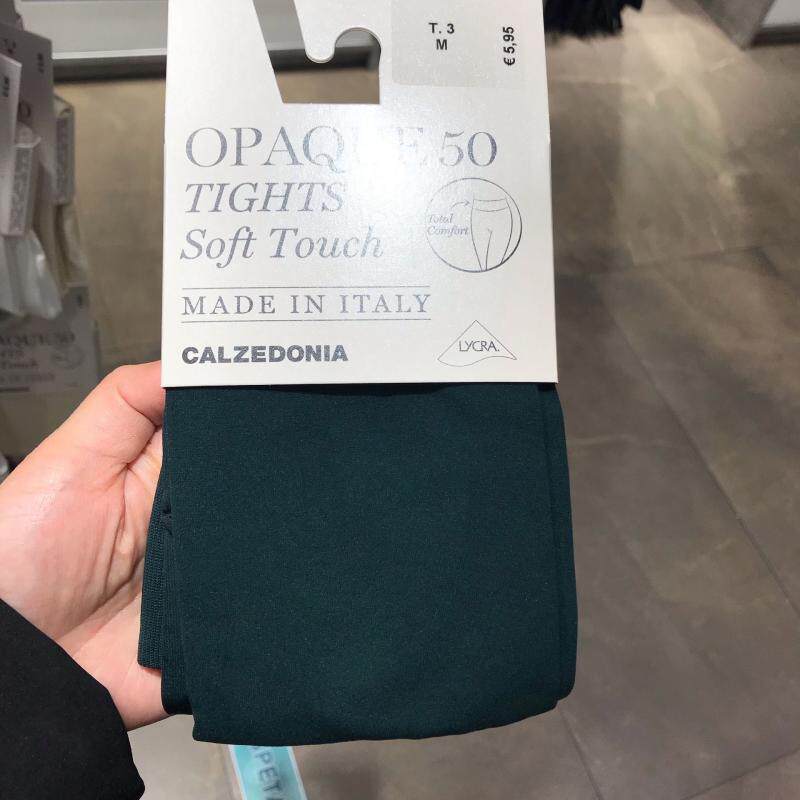 T. 3
M
€ 5,95
OPAQUE 50
TIGHTS
Soft Touch
Total
Comfort
MADE IN ITALY
CALZEDONIA
LYCRA.